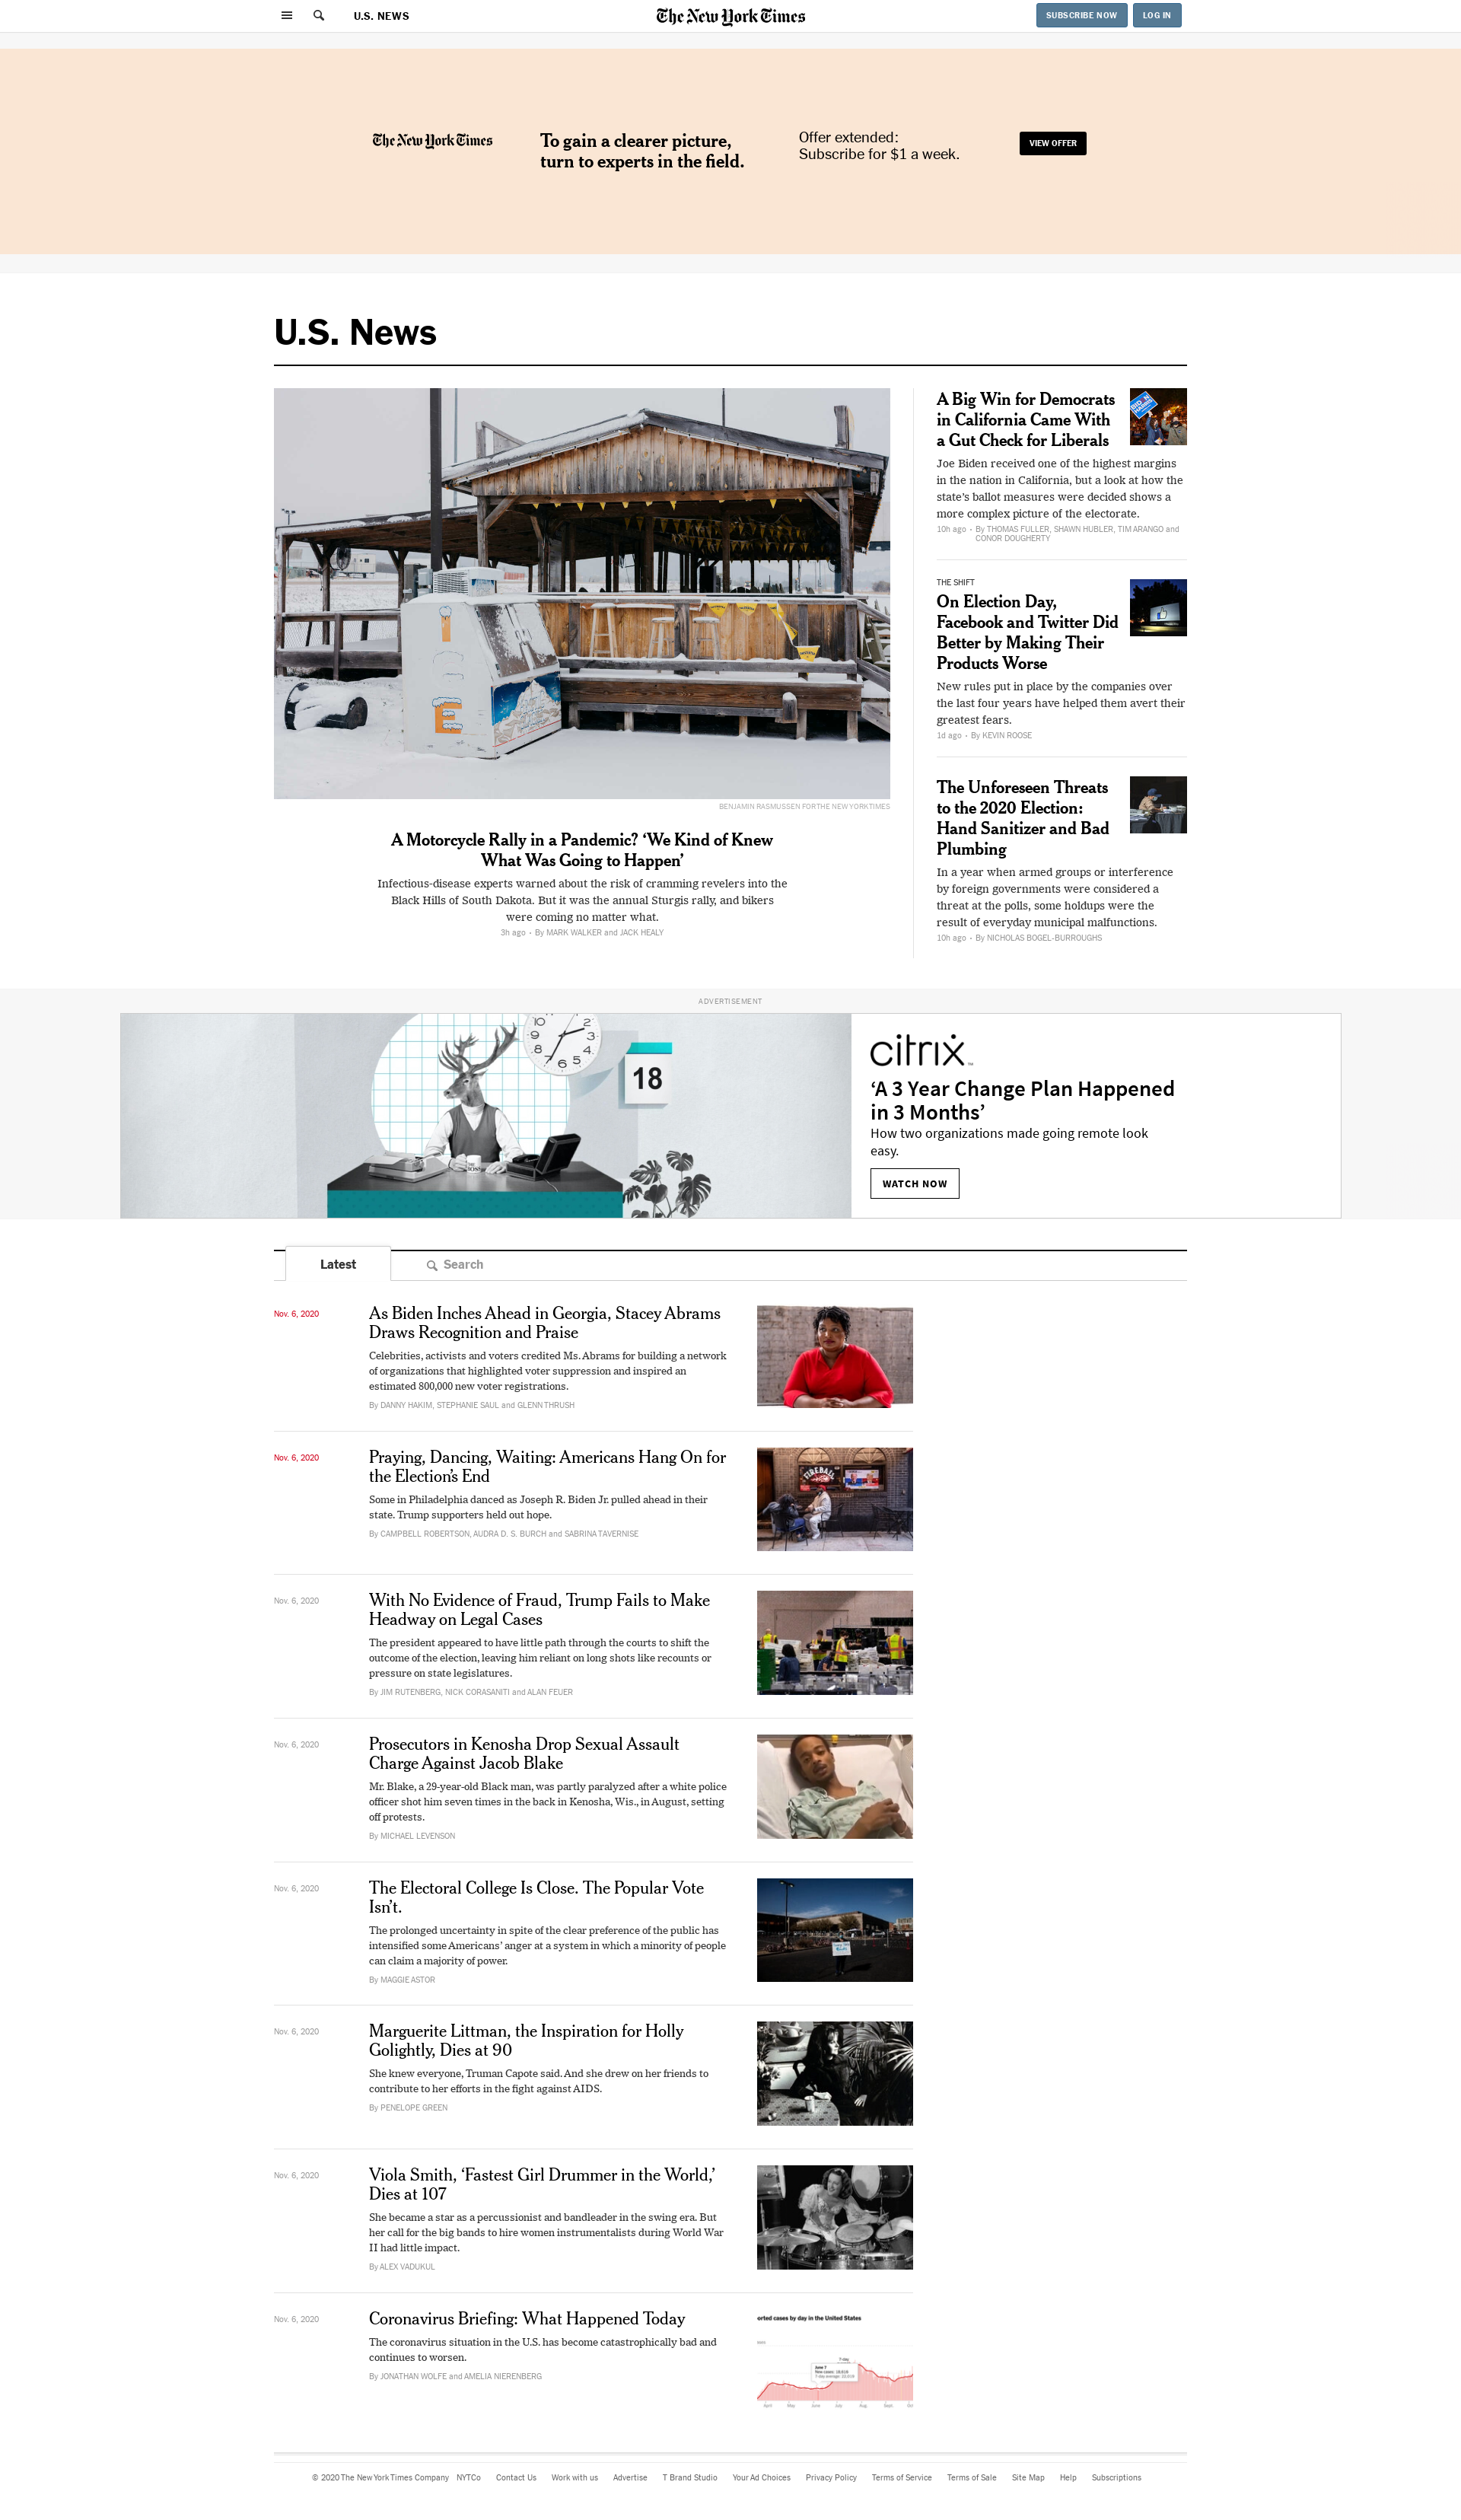 U.S. NEWS
The New York Times
SUBSCRIBE NOW
LOG IN
The New York Times
To gain a clearer picture,
turn to experts in the field.
Offer extended:
Subscribe for $1 a week.
VIEW OFFER
U.S. News
BENJAMIN RASMUSSEN FOR THE NEW YORK TIMES
A Motorcycle Rally in a Pandemic? ‘We Kind of Knew
What Was Going to Happen’
Infectious-disease experts warned about the risk of cramming revelers into the
Black Hills of South Dakota. But it was the annual Sturgis rally, and bikers
were coming no matter what.
3h ago • By MARK WALKER and JACK HEALY
A Big Win for Democrats
in California Came With
a Gut Check for Liberals
Joe Biden received one of the highest margins
in the nation in California, but a look at how the
state’s ballot measures were decided shows a
more complex picture of the electorate.
10h ago • By THOMAS FULLER, SHAWN HUBLER, TIM ARANGO and
CONOR DOUGHERTY
THE SHIFT
On Election Day,
Facebook and Twitter Did
Better by Making Their
Products Worse
New rules put in place by the companies over
the last four years have helped them avert their
greatest fears.
1d ago • By KEVIN ROOSE
The Unforeseen Threats
to the 2020 Election:
Hand Sanitizer and Bad
Plumbing
In a year when armed groups or interference
by foreign governments were considered a
threat at the polls, some holdups were the
result of everyday municipal malfunctions.
10h ago • By NICHOLAS BOGEL-BURROUGHS
ADVERTISEMENT
18
citrix™
‘A 3 Year Change Plan Happened
in 3 Months’
How two organizations made going remote look
easy.
WATCH NOW
Latest
Search
Nov. 6, 2020
As Biden Inches Ahead in Georgia, Stacey Abrams
Draws Recognition and Praise
Celebrities, activists and voters credited Ms. Abrams for building a network
of organizations that highlighted voter suppression and inspired an
estimated 800,000 new voter registrations.
By DANNY HAKIM, STEPHANIE SAUL and GLENN THRUSH
Nov. 6, 2020
Praying, Dancing, Waiting: Americans Hang On for
the Election’s End
Some in Philadelphia danced as Joseph R. Biden Jr. pulled ahead in their
state. Trump supporters held out hope.
By CAMPBELL ROBERTSON, AUDRA D. S. BURCH and SABRINA TAVERNISE
FIREBALL
Nov. 6, 2020
With No Evidence of Fraud, Trump Fails to Make
Headway on Legal Cases
The president appeared to have little path through the courts to shift the
outcome of the election, leaving him reliant on long shots like recounts or
pressure on state legislatures.
By JIM RUTENBERG, NICK CORASANITI and ALAN FEUER
Nov. 6, 2020
Prosecutors in Kenosha Drop Sexual Assault
Charge Against Jacob Blake
Mr. Blake, a 29-year-old Black man, was partly paralyzed after a white police
officer shot him seven times in the back in Kenosha, Wis., in August, setting
off protests.
By MICHAEL LEVENSON
Nov. 6, 2020
The Electoral College Is Close. The Popular Vote
Isn’t.
The prolonged uncertainty in spite of the clear preference of the public has
intensified some Americans’ anger at a system in which a minority of people
can claim a majority of power.
By MAGGIE ASTOR
Nov. 6, 2020
Marguerite Littman, the Inspiration for Holly
Golightly, Dies at 90
She knew everyone, Truman Capote said. And she drew on her friends to
contribute to her efforts in the fight against AIDS.
By PENELOPE GREEN
Nov. 6, 2020
Viola Smith, ‘Fastest Girl Drummer in the World,’
Dies at 107
She became a star as a percussionist and bandleader in the swing era. But
her call for the big bands to hire women instrumentalists during World War
II had little impact.
By ALEX VADUKUL
Nov. 6, 2020
Coronavirus Briefing: What Happened Today
The coronavirus situation in the U.S. has become catastrophically bad and
continues to worsen.
By JONATHAN WOLFE and AMELIA NIERENBERG
orted cases by day in the United States
7-day
June 7
April May June July Aug. Sept.
© 2020 The New York Times Company NYTCo Contact Us Work with us Advertise T Brand Studio Your Ad Choices Privacy Policy Terms of Service Terms of Sale Site Map Help Subscriptions